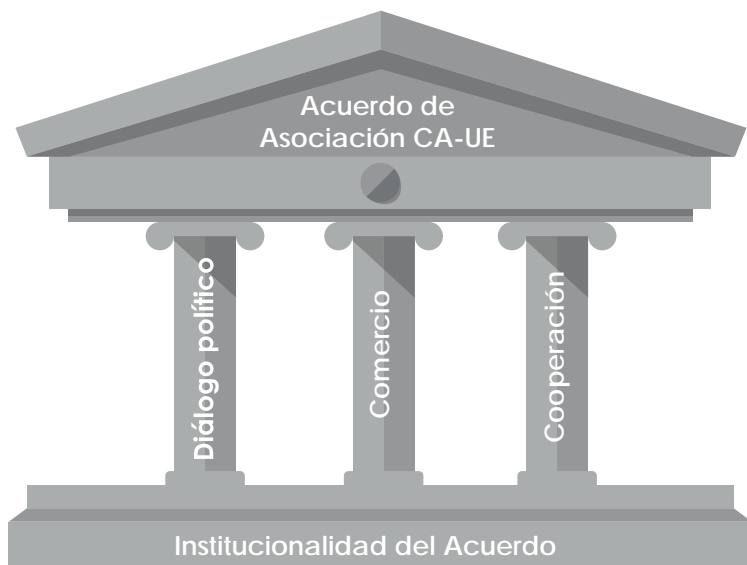 Acuerdo de
Asociación CA-UE
Diálogo político
Comercio
Cooperación
Institucionalidad del Acuerdo